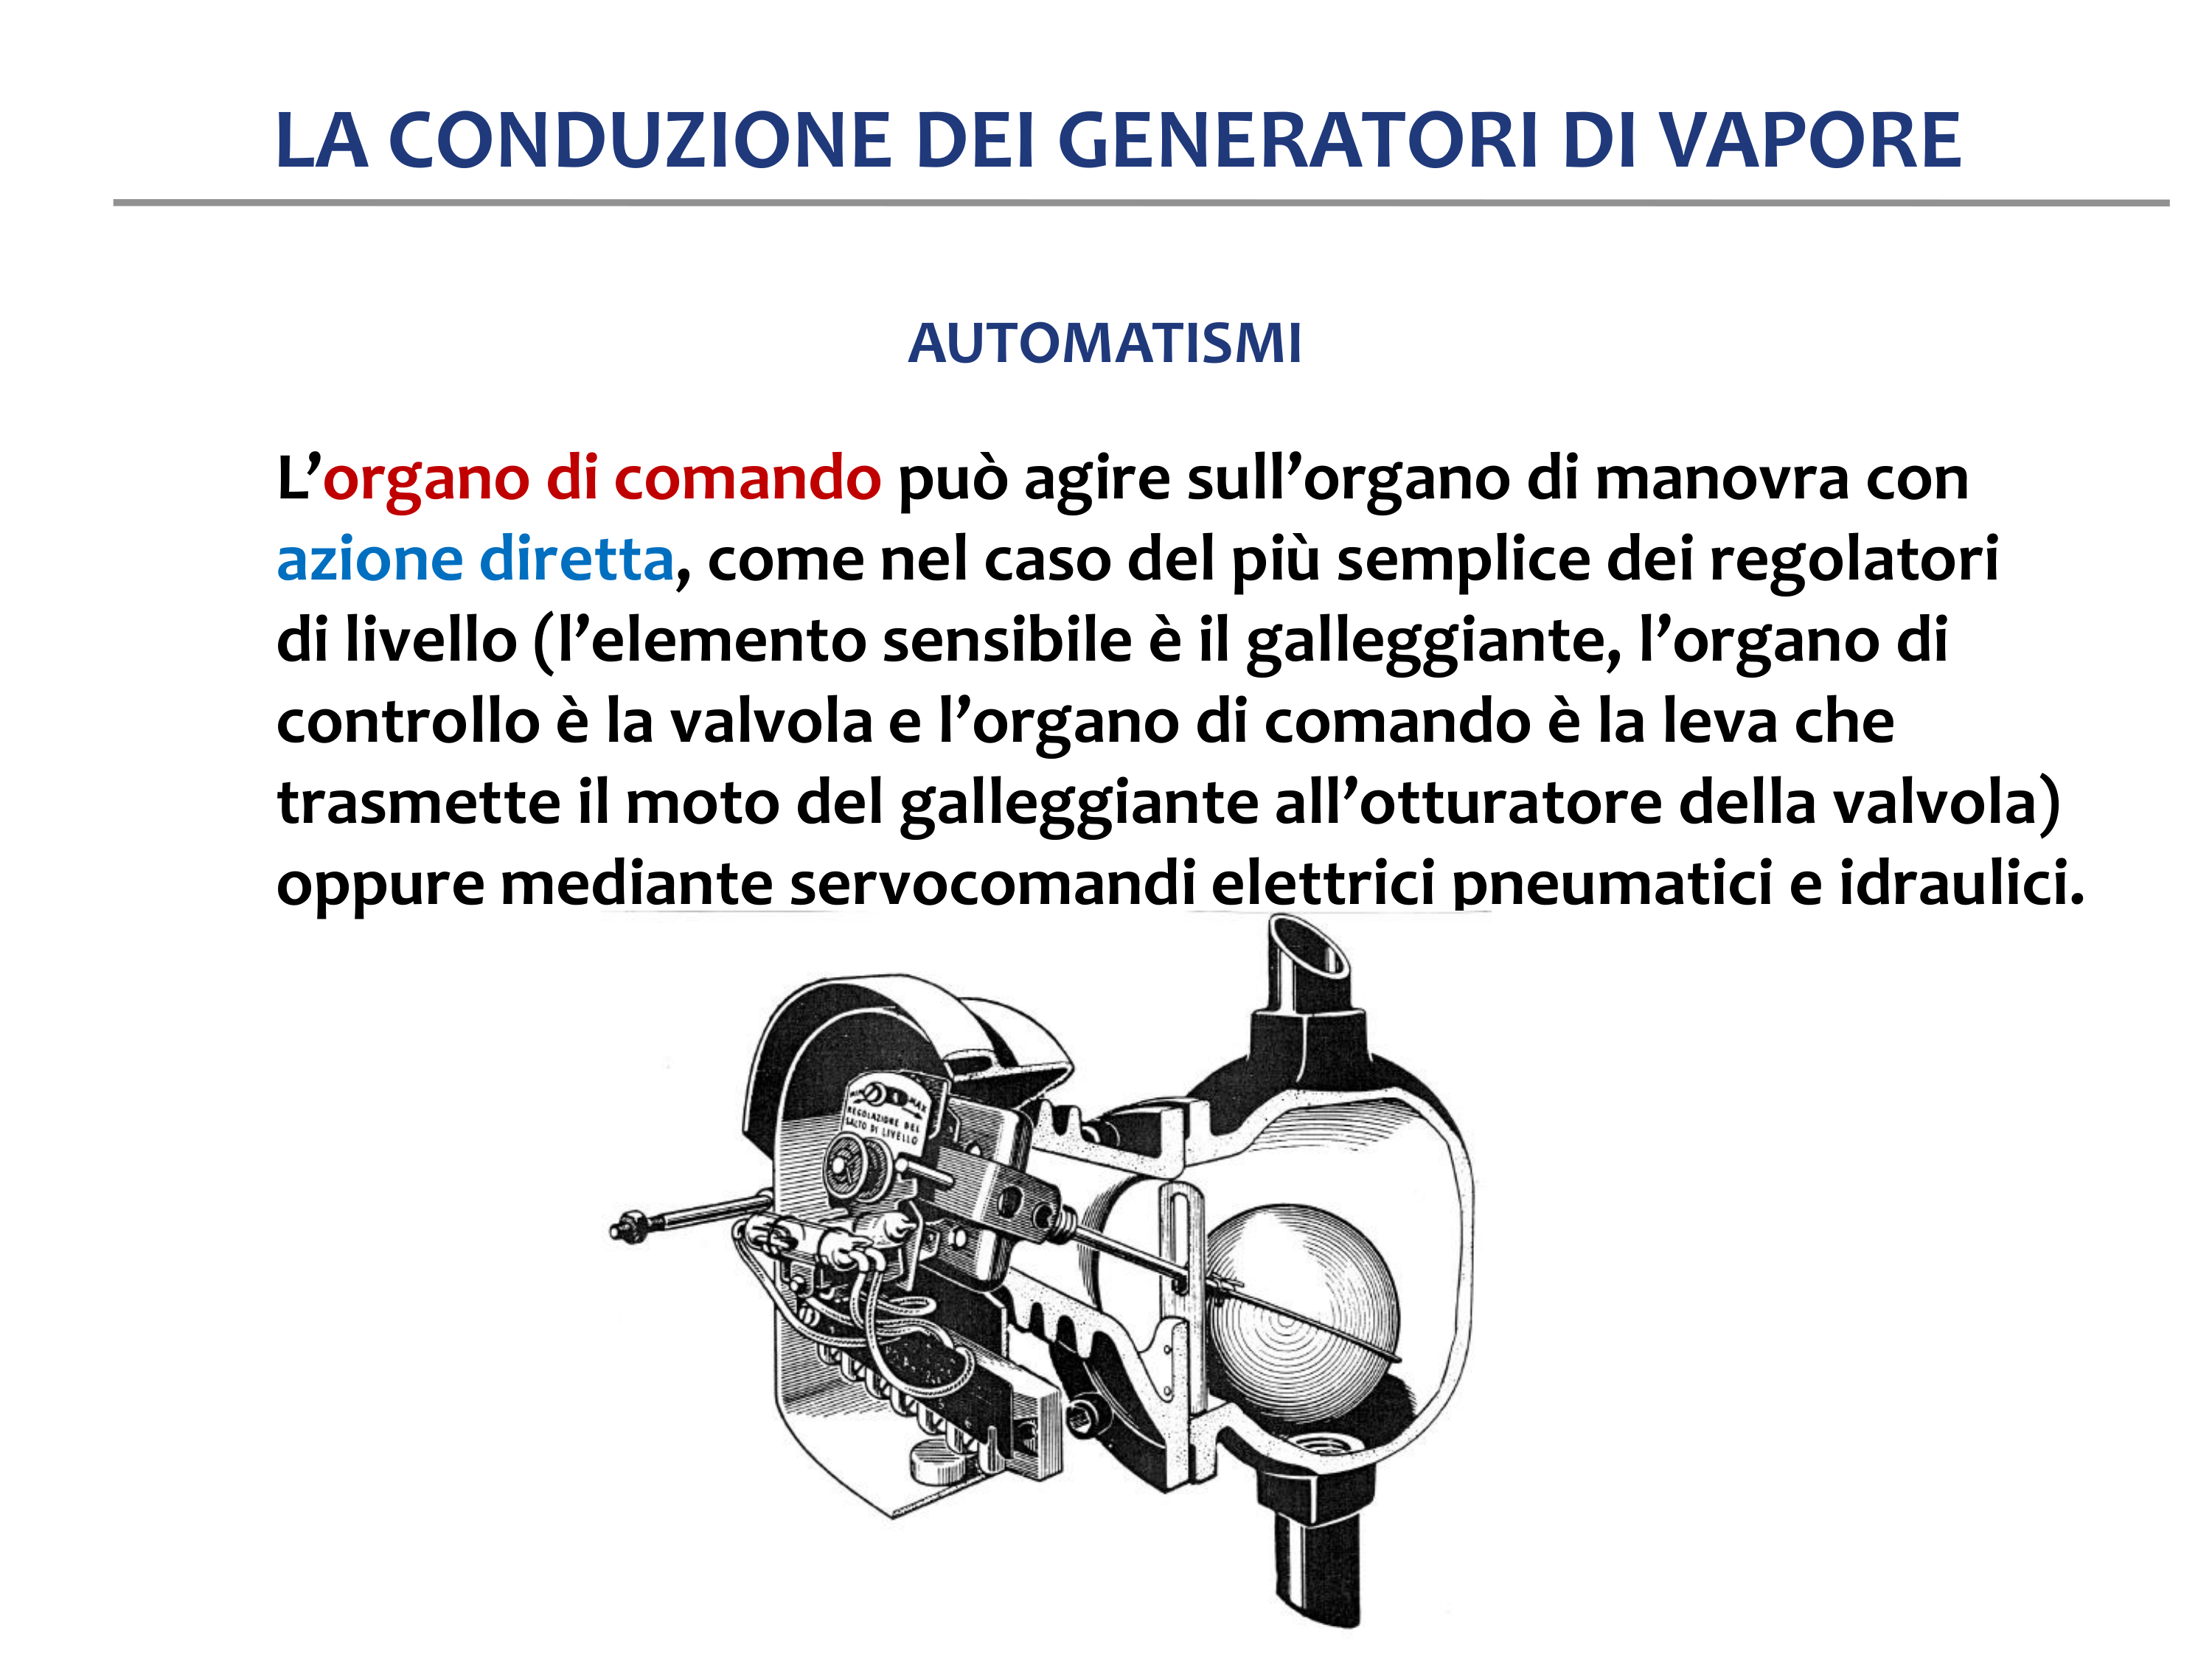 LA CONDUZIONE DEI GENERATORI DI VAPORE
AUTOMATISMI
L’organo di comando può agire sull’organo di manovra con
azione diretta, come nel caso del più semplice dei regolatori
di livello (l’elemento sensibile è il galleggiante, l’organo di
controllo è la valvola e l’organo di comando è la leva che
trasmette il moto del galleggiante all’otturatore della valvola)
oppure mediante servocomandi elettrici pneumatici e idraulici.
MIN MAX
REGOLAZIONE DEL
SALTO DI LIVELLO